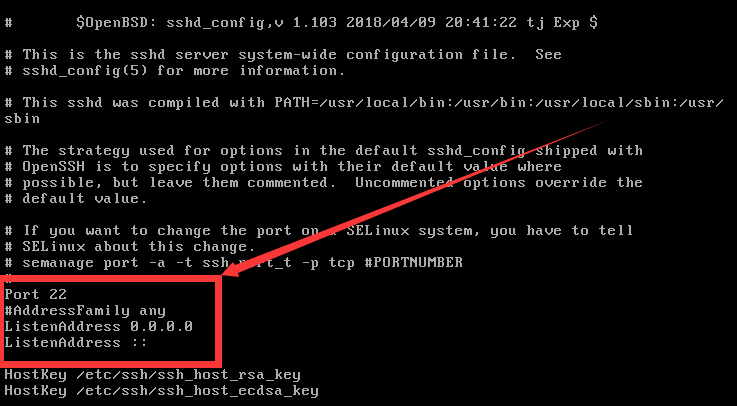 #       $OpenBSD: sshd_config,v 1.103 2018/04/09 20:41:22 tj Exp $
# This is the sshd server system-wide configuration file.  See
# sshd_config(5) for more information.
# This sshd was compiled with PATH=/usr/local/bin:/usr/bin:/usr/local/sbin:/usr/
sbin
# The strategy used for options in the default sshd_config shipped with
# OpenSSH is to specify options with their default value where
# possible, but leave them commented.  Uncommented options override the
# default value.
# If you want to change the port on a SELinux system, you have to tell
# SELinux about this change.
# semanage port -a -t ssh_port_t -p tcp #PORTNUMBER
#
Port 22
#AddressFamily any
ListenAddress 0.0.0.0
ListenAddress ::
HostKey /etc/ssh/ssh_host_rsa_key
HostKey /etc/ssh/ssh_host_ecdsa_key